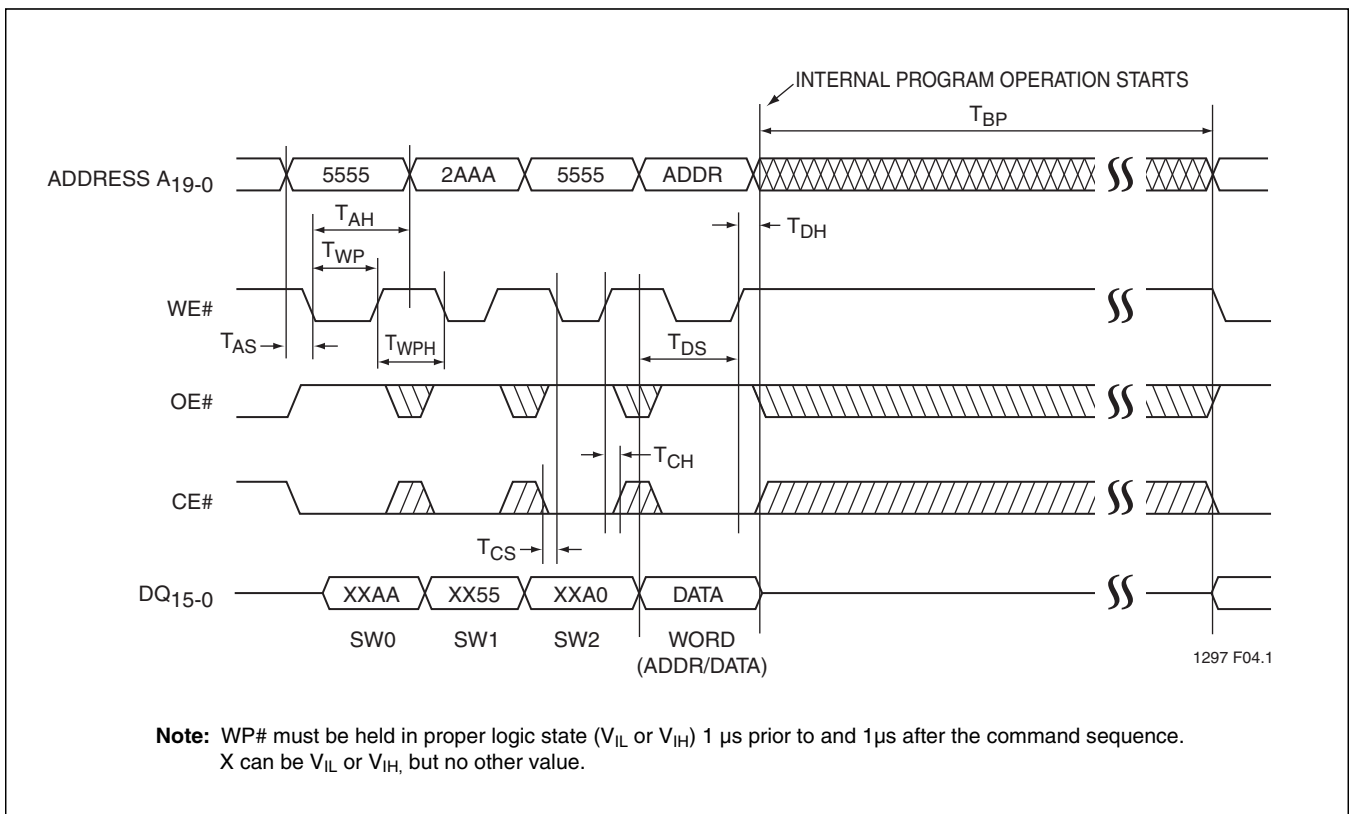 INTERNAL PROGRAM OPERATION STARTS
TBP
ADDRESS A19-0
5555
2AAA
5555
ADDR
TAH
TDH
TWP
WE#
TAS
TWPH
TDS
OE#
TCH
CE#
TCS
DQ15-0
XXAA
XX55
XXA0
DATA
SW0
SW1
SW2
WORD
(ADDR/DATA)
1297 F04.1
Note: WP# must be held in proper logic state (VIL or VIH) 1 µs prior to and 1µs after the command sequence.
X can be VIL or VIH, but no other value.